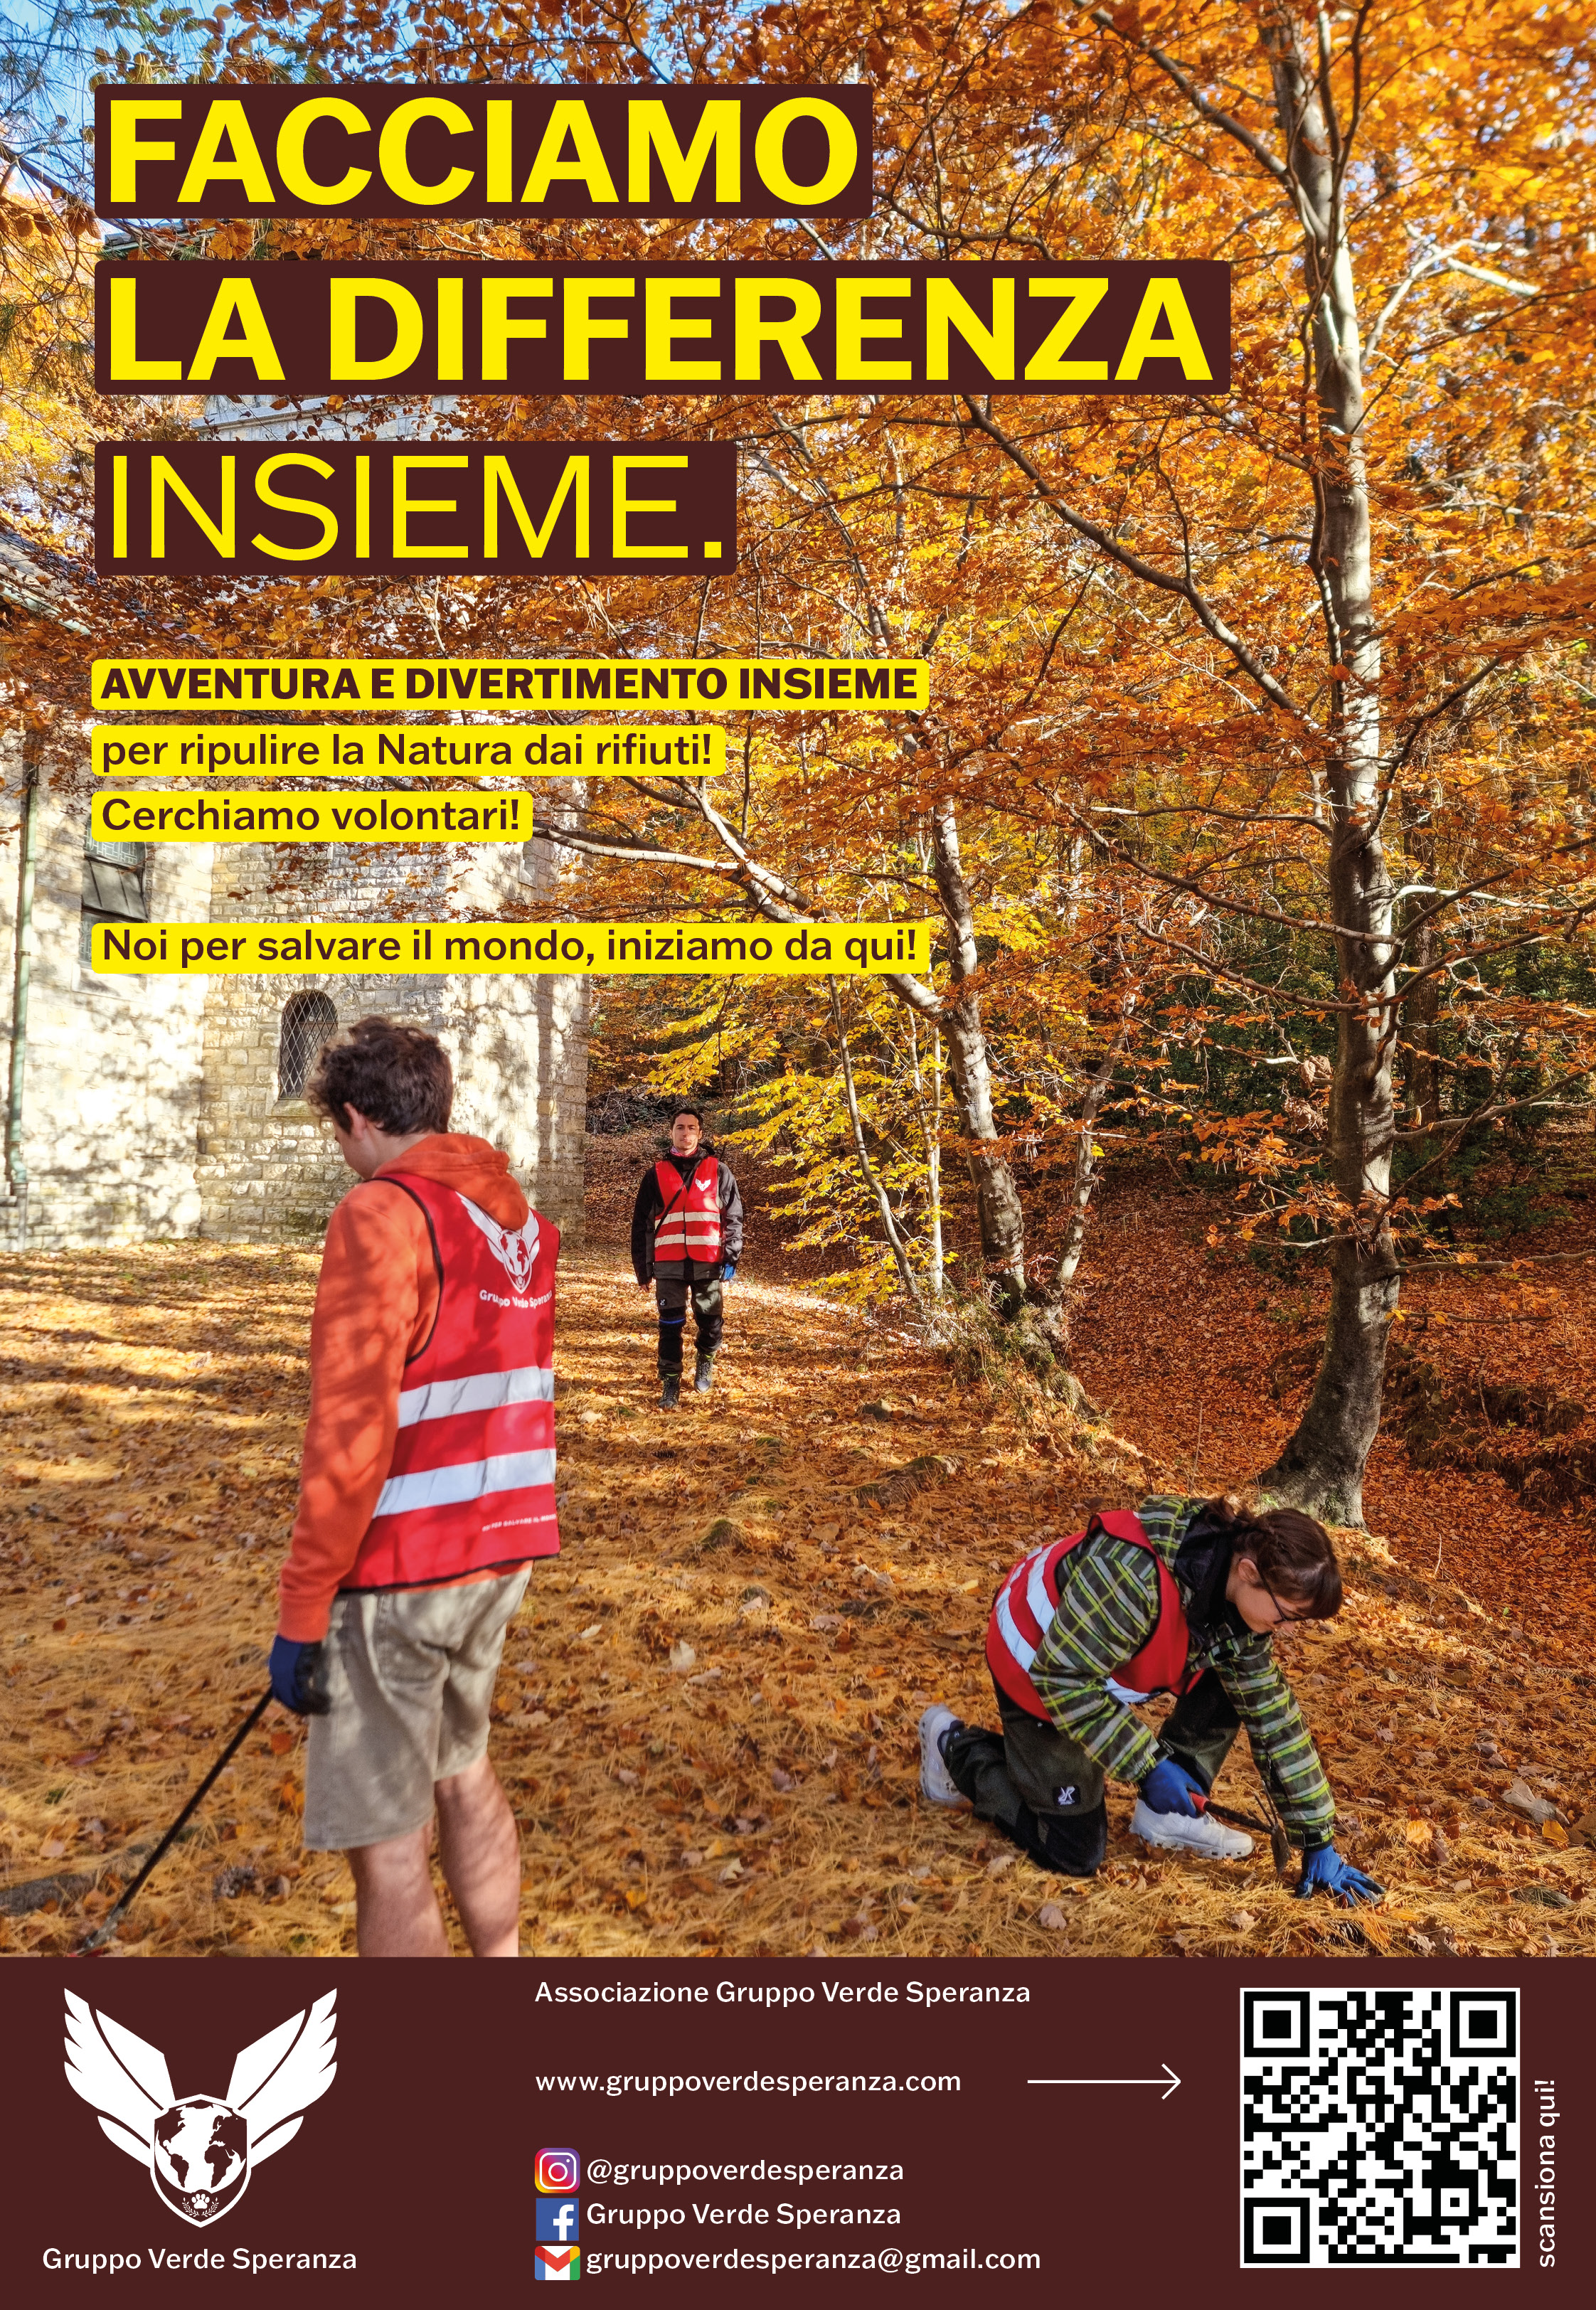 FACCIAMO
LA DIFFERENZA
INSIEME.
AVVENTURA E DIVERTIMENTO INSIEME
per ripulire la Natura dai rifiuti!
Cerchiamo volontari!
Noi per salvare il mondo, iniziamo da qui!
Gruppo Verde Speranza
Associazione Gruppo Verde Speranza
www.gruppoverdesperanza.com
@gruppoverdesperanza
Gruppo Verde Speranza
gruppoverdesperanza@gmail.com
Gruppo Verde Speranza
scansiona qui!